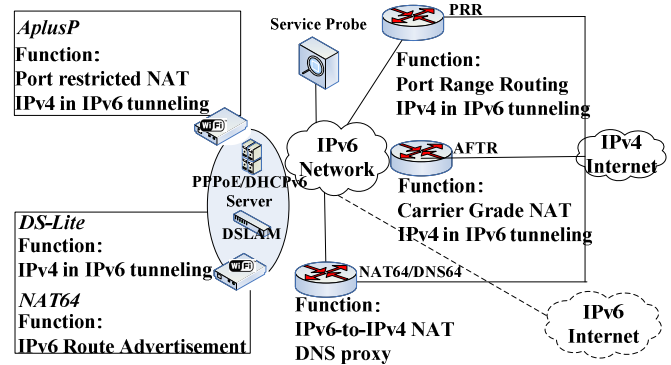 AplusP
Function:
Port restricted NAT
IPv4 in IPv6 tunneling
Service Probe
PRR
Function:
Port Range Routing
IPv4 in IPv6 tunneling
WiFi
IPv6
Network
AFTR
IPv4
Internet
PPPoE/DHCPv6
Server
DSLAM
Function:
Carrier Grade NAT
IPv4 in IPv6 tunneling
DS-Lite
Function:
IPv4 in IPv6 tunneling
WiFi
NAT64
Function:
IPv6 Route Advertisement
NAT64/DNS64
Function:
IPv6-to-IPv4 NAT
DNS proxy
IPv6
Internet